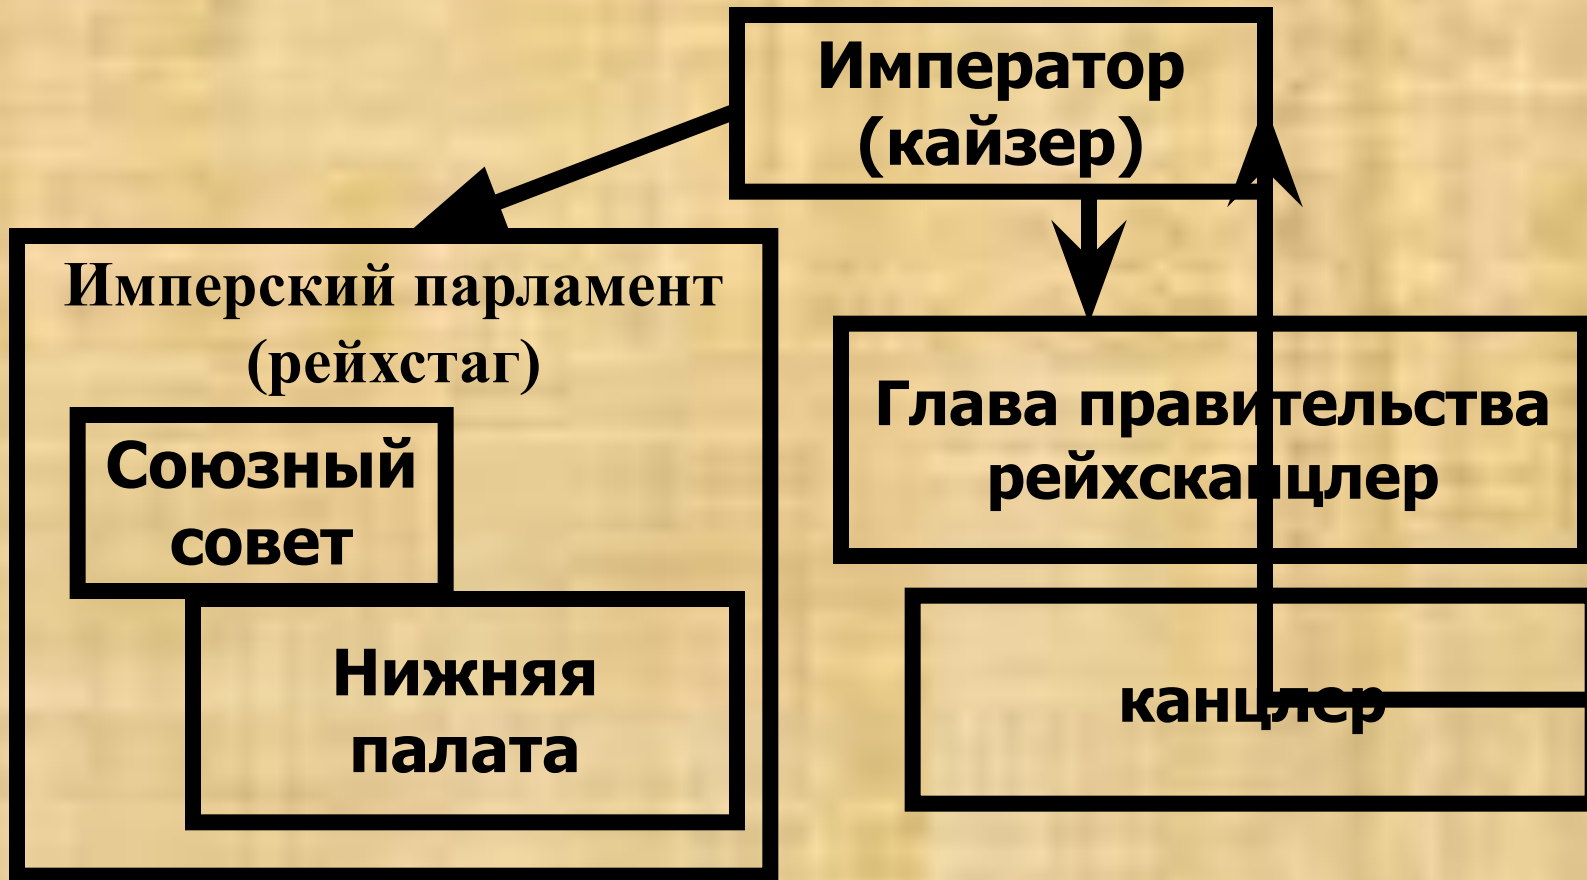 Император
(кайзер)
Имперский парламент
(рейхстаг)
Союзный
совет
Нижняя
палата
Глава правительства
рейхсканцлер
канцлер